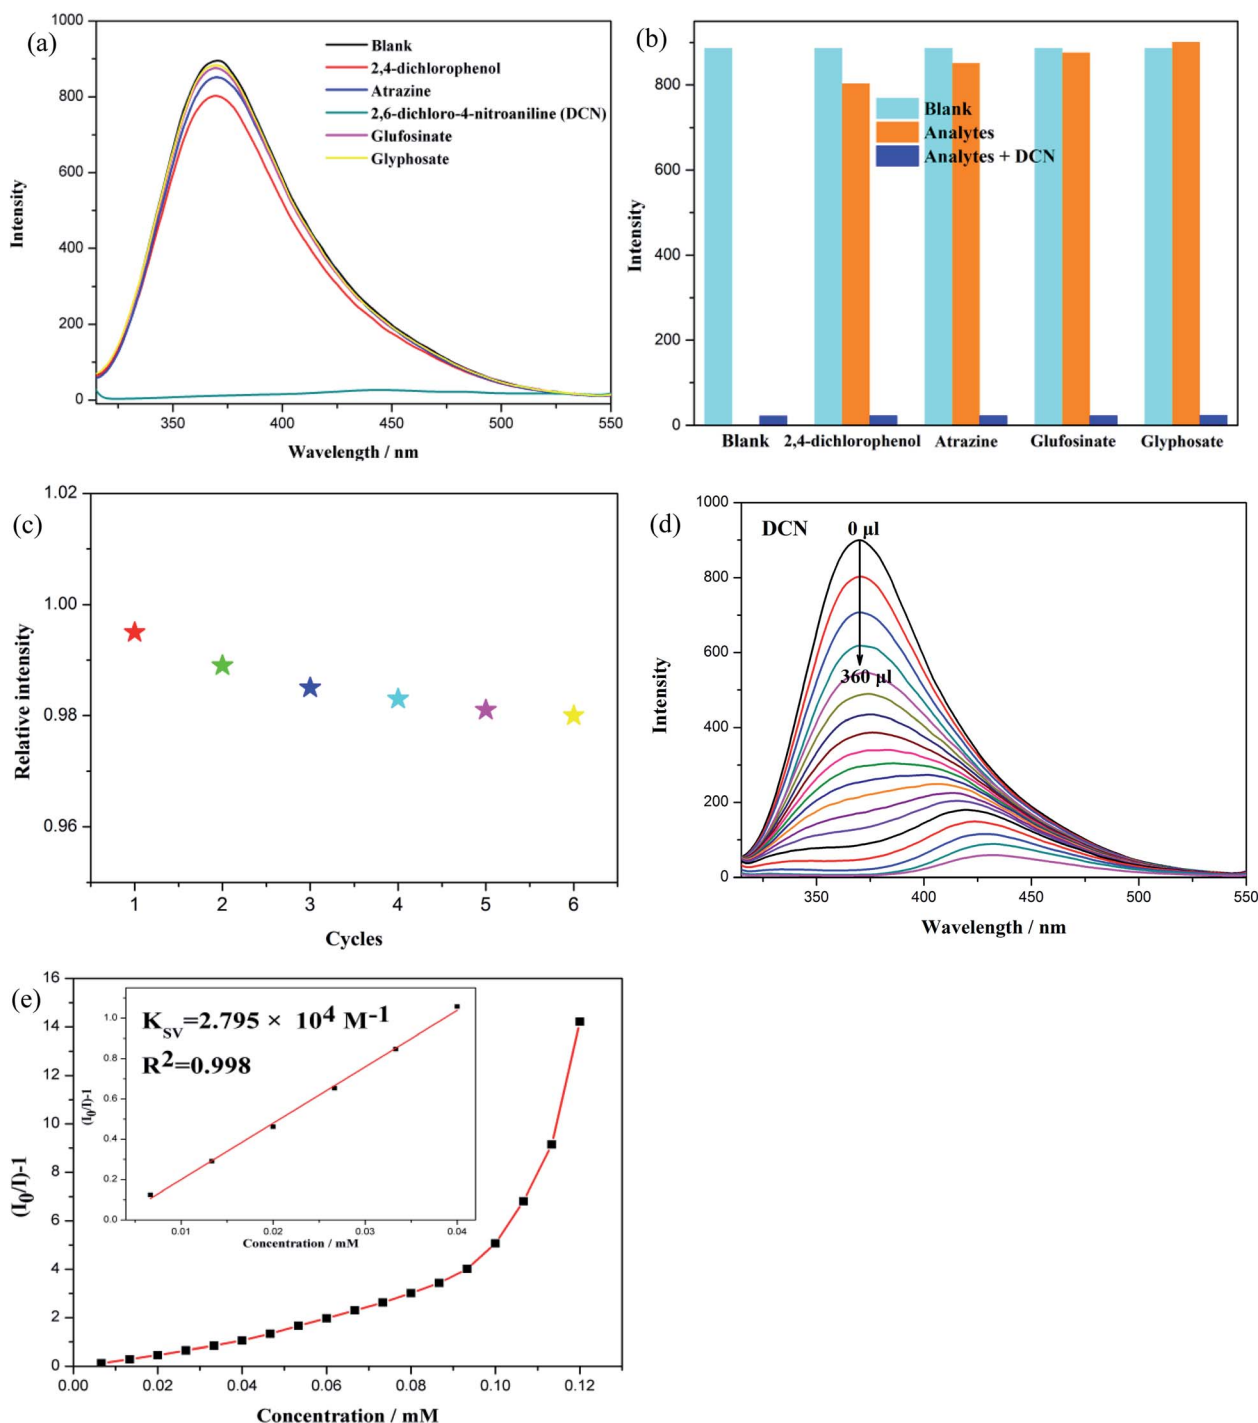 (a)
1000
800
600
400
200
0
Intensity
Blank
2,4-dichlorophenol
Atrazine
2,6-dichloro-4-nitroaniline (DCN)
Glufosinate
Glyphosate
350 400 450 500 550
Wavelength / nm
(b)
800
600
400
200
0
Intensity
Blank
Analytes
Analytes + DCN
Blank 2,4-dichlorophenol Atrazine Glufosinate Glyphosate
(c)
1.02
1.00
0.98
0.96
Relative intensity
1 2 3 4 5 6
Cycles
(d)
1000
800
600
400
200
0
Intensity
DCN 0 µl
360 µl
350 400 450 500 550
Wavelength / nm
(e)
16
14
12
10
8
6
4
2
0
(I0/I)-1
0.00 0.02 0.04 0.06 0.08 0.10 0.12
Concentration / mM
KSV=2.795 × 10^4 M^-1
R^2=0.998
1.0
0.8
0.6
0.4
0.2
0.0
(I0/I)-1
0.01 0.02 0.03 0.04
Concentration / mM